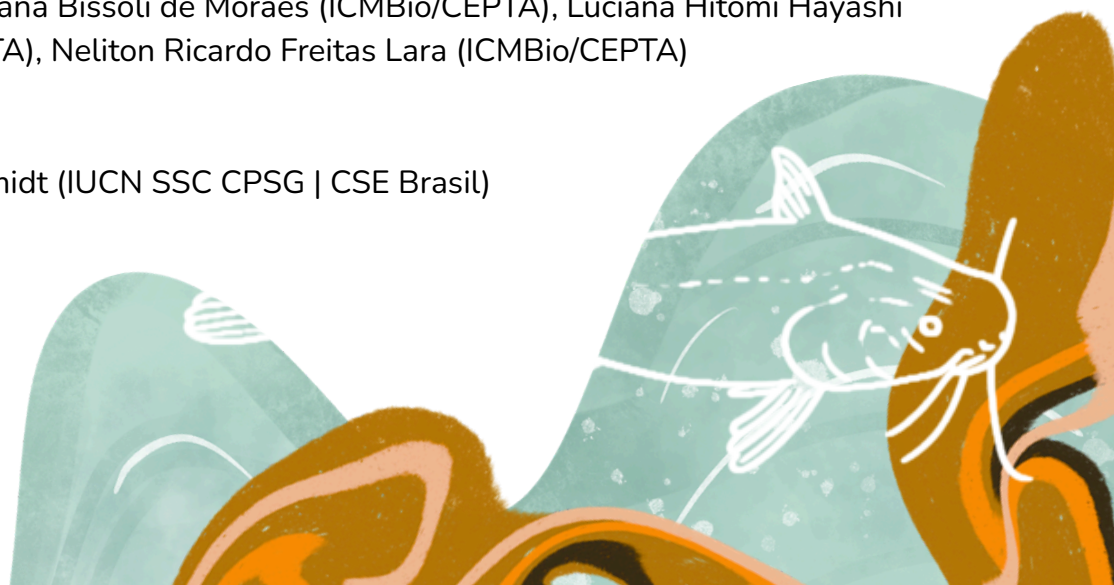 ana Bissoli de Moraes (ICMBio/CEPTA), Luciana Hitomi Hayashi
TA), Neliton Ricardo Freitas Lara (ICMBio/CEPTA)
midt (IUCN SSC CPSG | CSE Brasil)